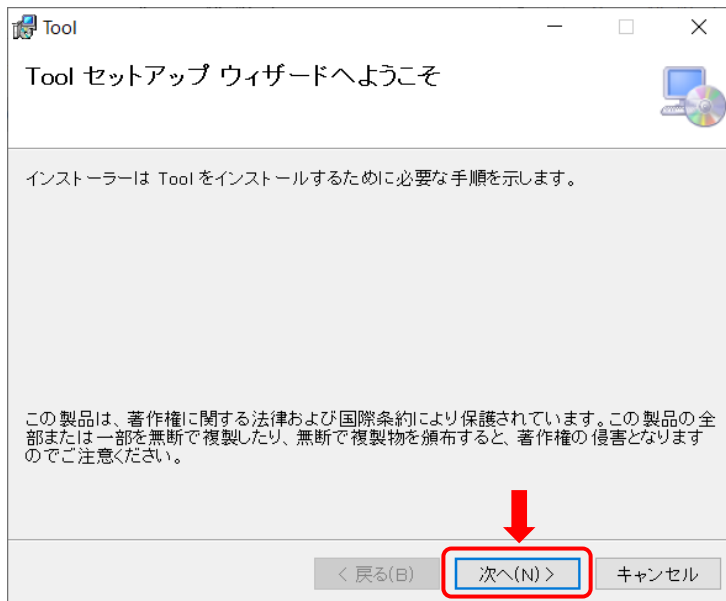 Tool
Tool セットアップ ウィザードへようこそ
インストーラーは Tool をインストールするために必要な手順を示します。
この製品は、著作権に関する法律および国際条約により保護されています。この製品の全
部または一部を無断で複製したり、無断で複製物を頒布すると、著作権の侵害となります
のでご注意ください。
< 戻る(B)
次へ(N) >
キャンセル